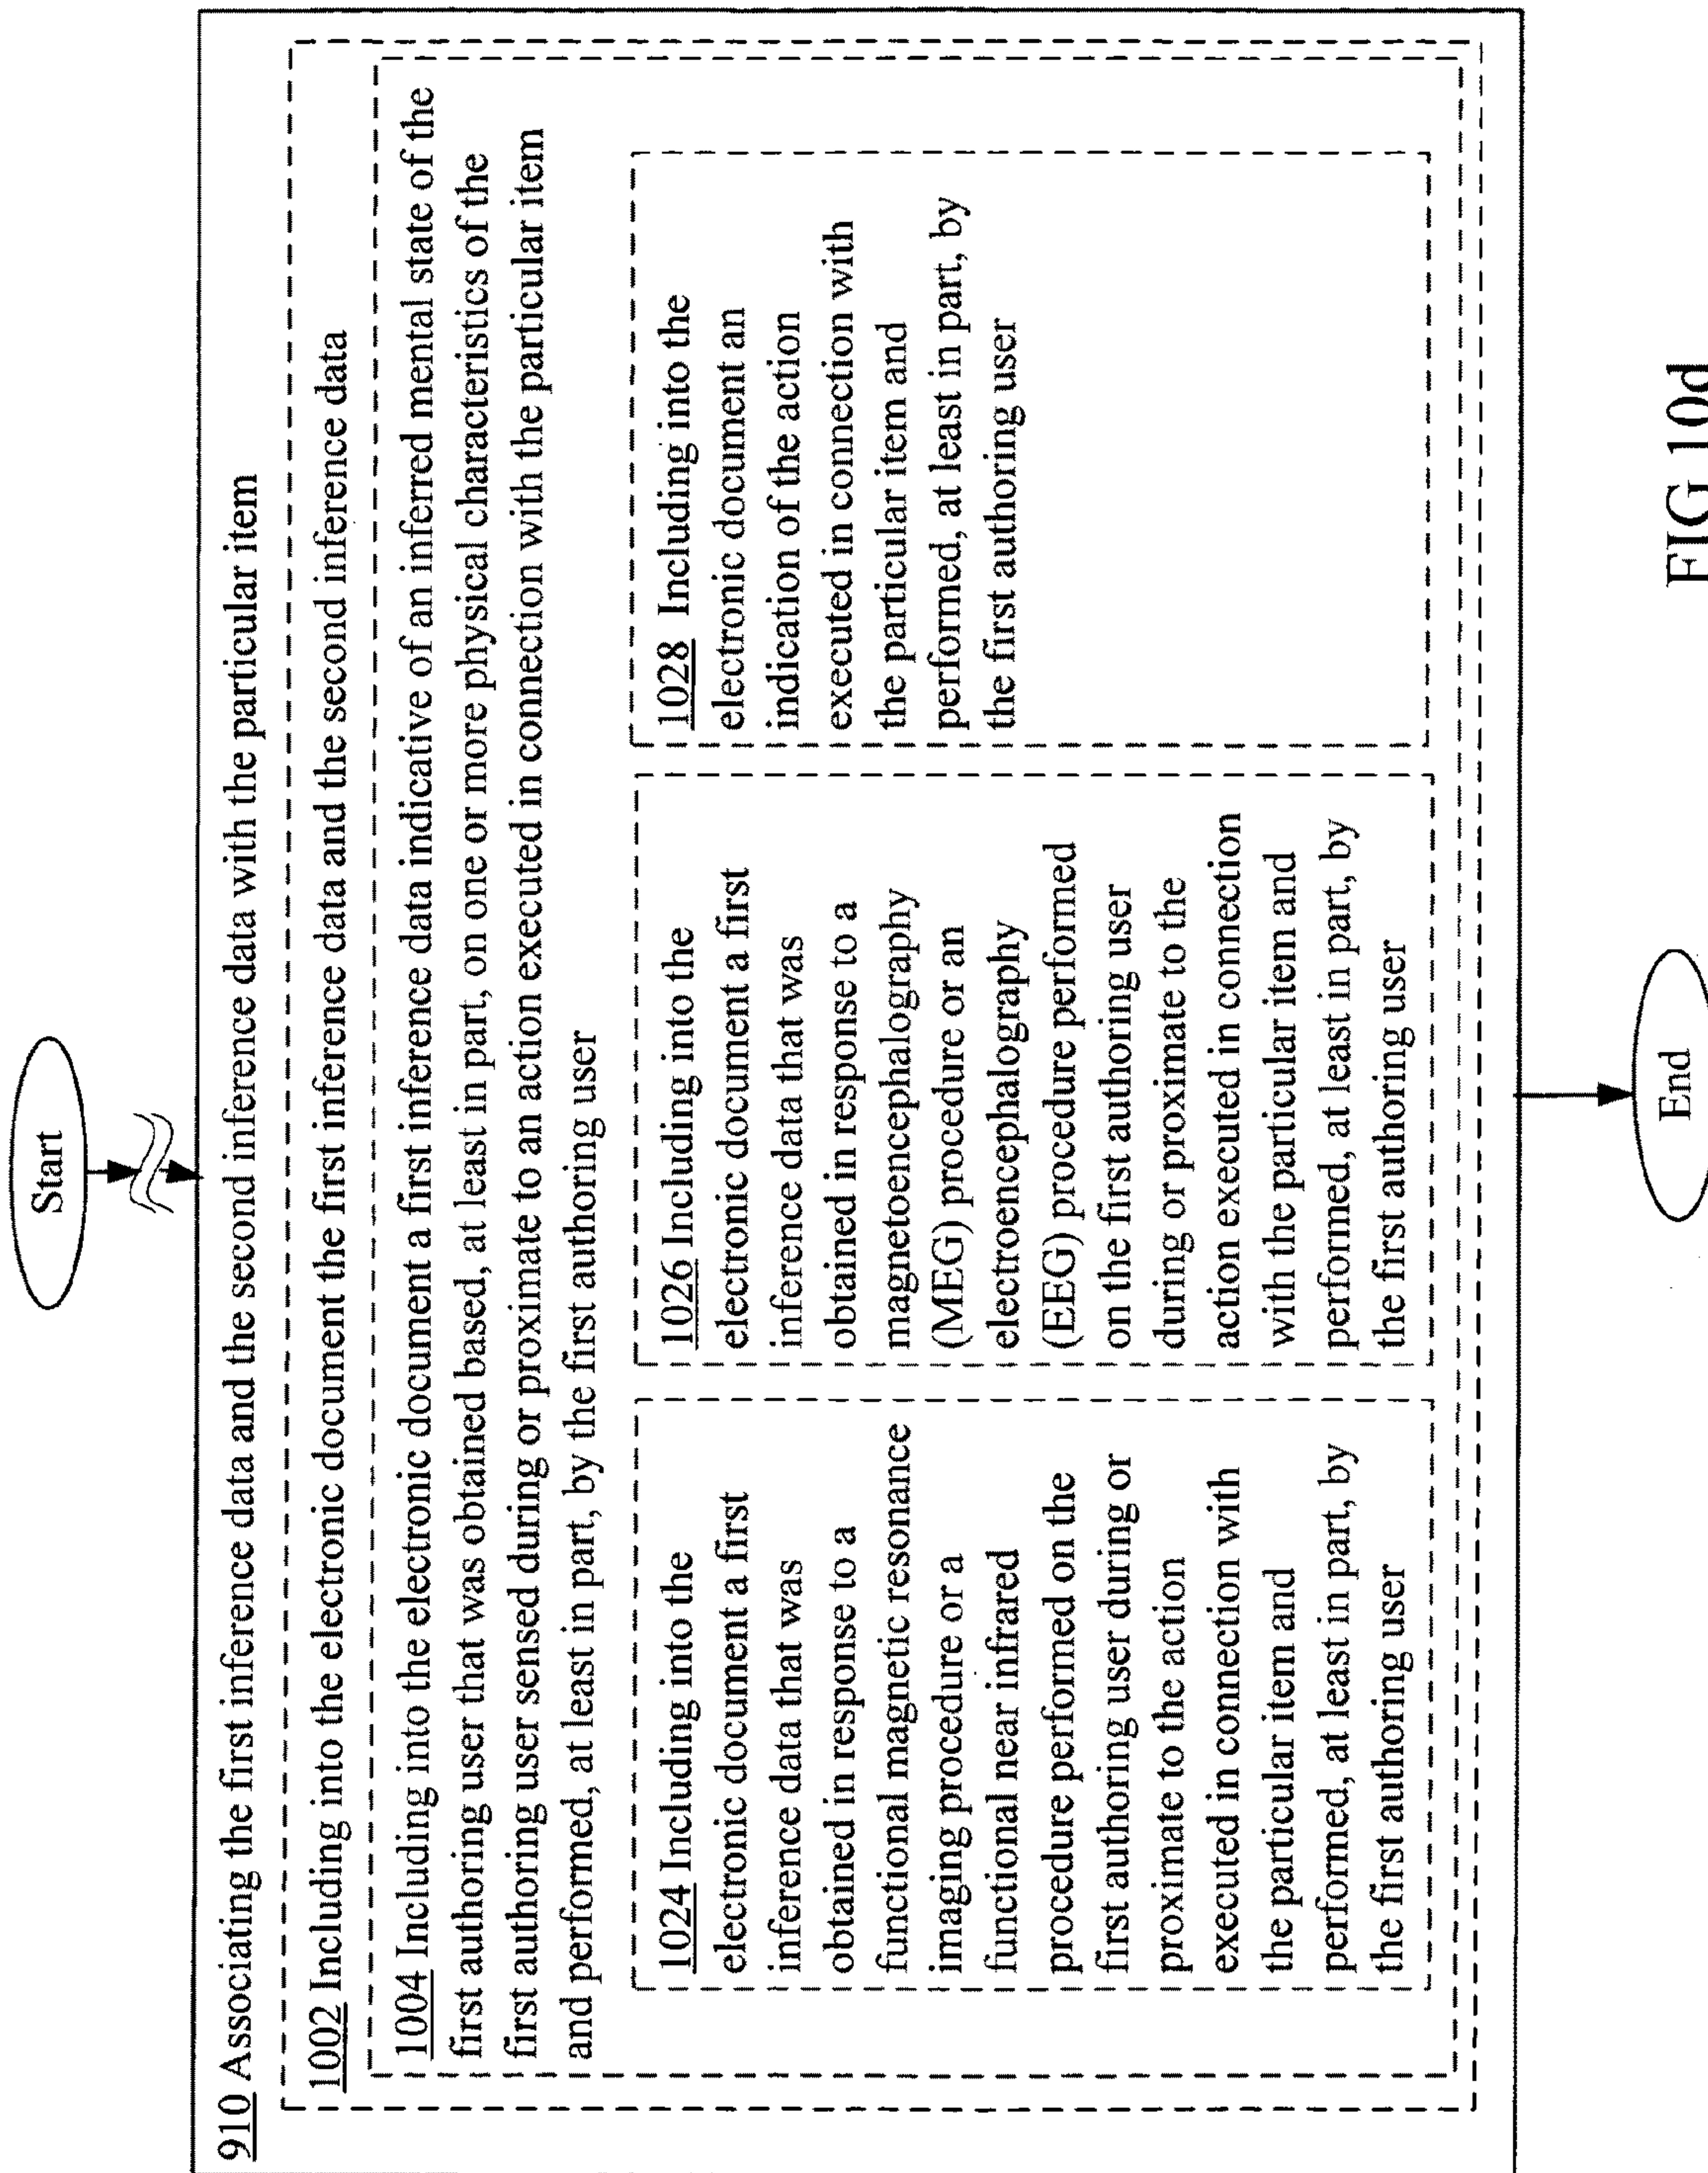 Start
910 Associating the first inference data and the second inference data with the particular item
1002 Including into the electronic document the first inference data and the second inference data
1004 Including into the electronic document a first inference data indicative of an inferred mental state of the
first authoring user that was obtained based, at least in part, on one or more physical characteristics of the
first authoring user sensed during or proximate to an action executed in connection with the particular item
and performed, at least in part, by the first authoring user
1024 Including into the
electronic document a first
inference data that was
obtained in response to a
functional magnetic resonance
imaging procedure or a
functional near infrared
procedure performed on the
first authoring user during or
proximate to the action
executed in connection with
the particular item and
performed, at least in part, by
the first authoring user
1026 Including into the
electronic document a first
inference data that was
obtained in response to a
magnetoencephalography
(MEG) procedure or an
electroencephalography
(EEG) procedure performed
on the first authoring user
during or proximate to the
action executed in connection
with the particular item and
performed, at least in part, by
the first authoring user
1028 Including into the
electronic document an
indication of the action
executed in connection with
the particular item and
performed, at least in part, by
the first authoring user
End
FIG 10d